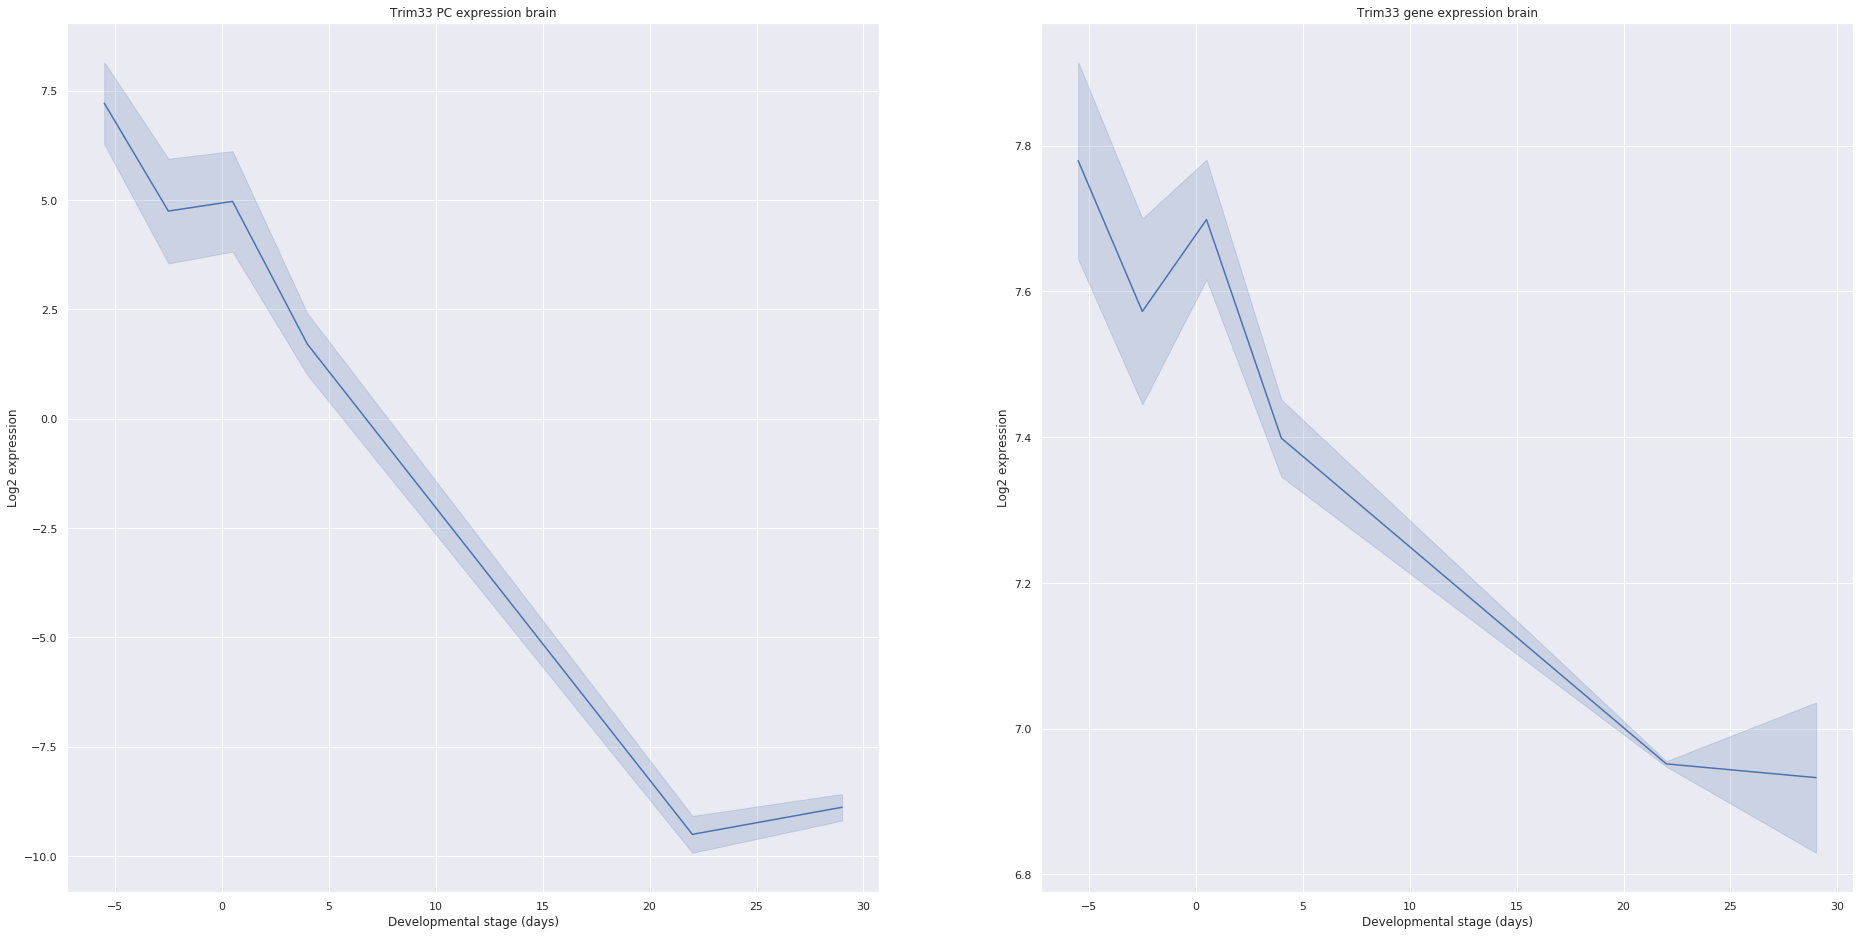 Trim33 PC expression brain
Log2 expression
7.5
5.0
2.5
0.0
−2.5
−5.0
−7.5
−10.0
−5 0 5 10 15 20 25 30
Developmental stage (days)
Trim33 gene expression brain
Log2 expression
7.8
7.6
7.4
7.2
7.0
6.8
−5 0 5 10 15 20 25 30
Developmental stage (days)